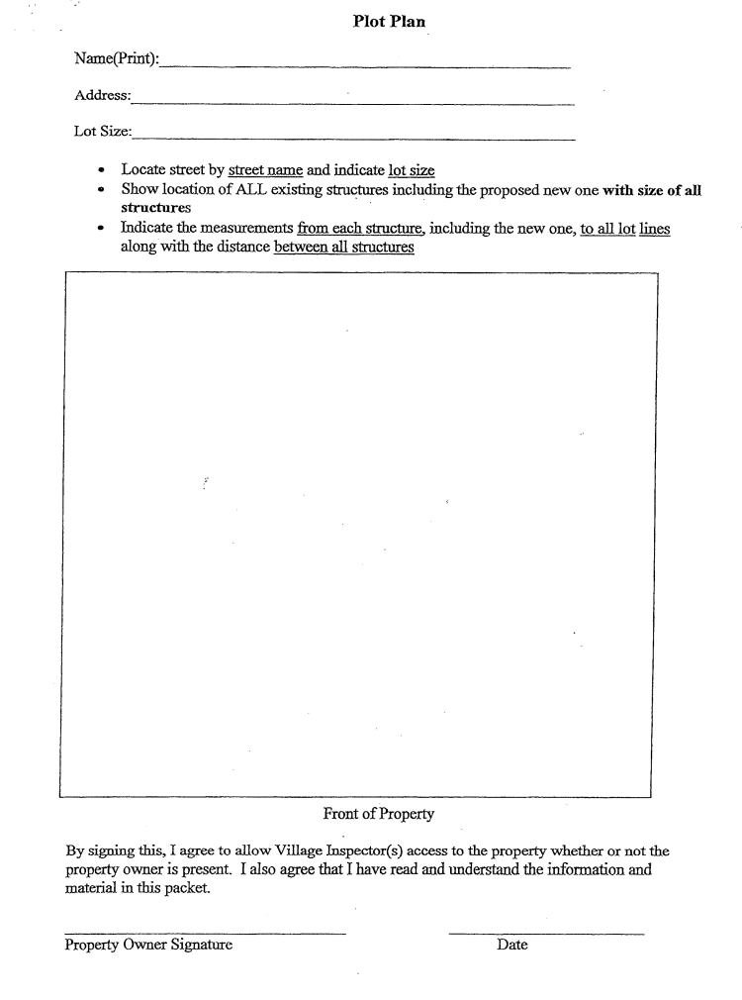 Plot Plan
Name(Print):
Address:
Lot Size:
• Locate street by street name and indicate lot size
• Show location of ALL existing structures including the proposed new one with size of all
structures
• Indicate the measurements from each structure, including the new one, to all lot lines
along with the distance between all structures
Front of Property
By signing this, I agree to allow Village Inspector(s) access to the property whether or not the
property owner is present. I also agree that I have read and understand the information and
material in this packet.
Property Owner Signature Date